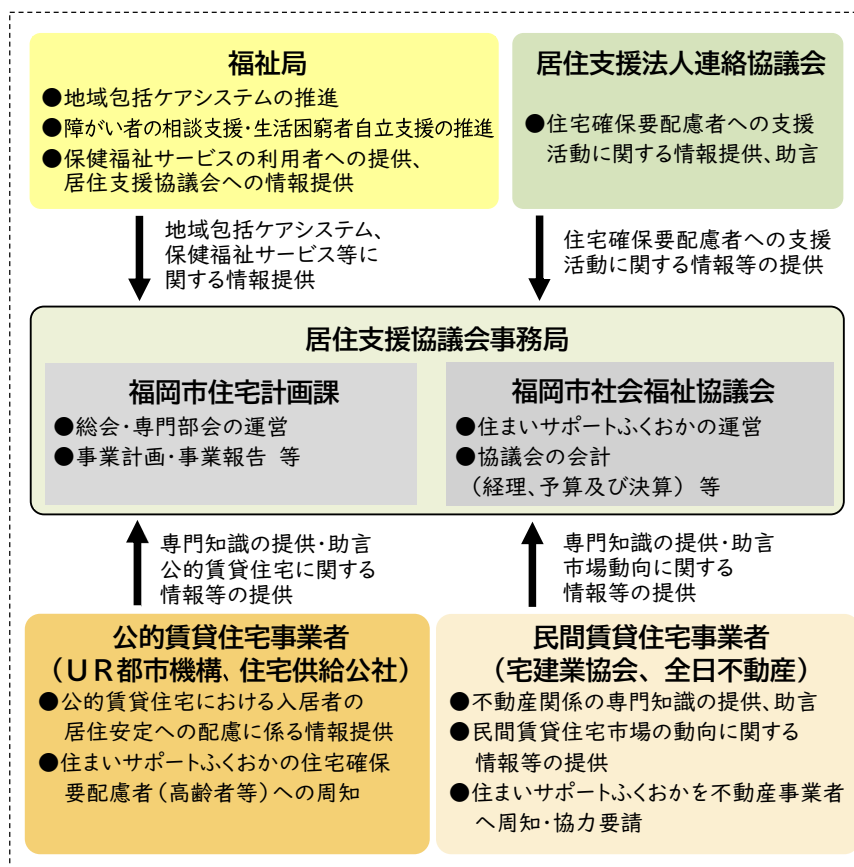 福祉局
●地域包括ケアシステムの推進
●障がい者の相談支援・生活困窮者自立支援の推進
●保健福祉サービスの利用者への提供、
居住支援協議会への情報提供
居住支援法人連絡協議会
●住宅確保要配慮者への支援
活動に関する情報提供、助言
地域包括ケアシステム、
保健福祉サービス等に
関する情報提供
住宅確保要配慮者への支援
活動に関する情報等の提供
居住支援協議会事務局
福岡市住宅計画課
●総会・専門部会の運営
●事業計画・事業報告 等
福岡市社会福祉協議会
●住まいサポートふくおかの運営
●協議会の会計
（経理、予算及び決算） 等
専門知識の提供・助言
公的賃貸住宅に関する
情報等の提供
専門知識の提供・助言
市場動向に関する
情報等の提供
公的賃貸住宅事業者
（ＵＲ都市機構、住宅供給公社）
●公的賃貸住宅における入居者の
居住安定への配慮に係る情報提供
●住まいサポートふくおかの住宅確保
要配慮者（高齢者等）への周知
民間賃貸住宅事業者
（宅建業協会、全日不動産）
●不動産関係の専門知識の提供、助言
●民間賃貸住宅市場の動向に関する
情報等の提供
●住まいサポートふくおかを不動産事業者
へ周知・協力要請